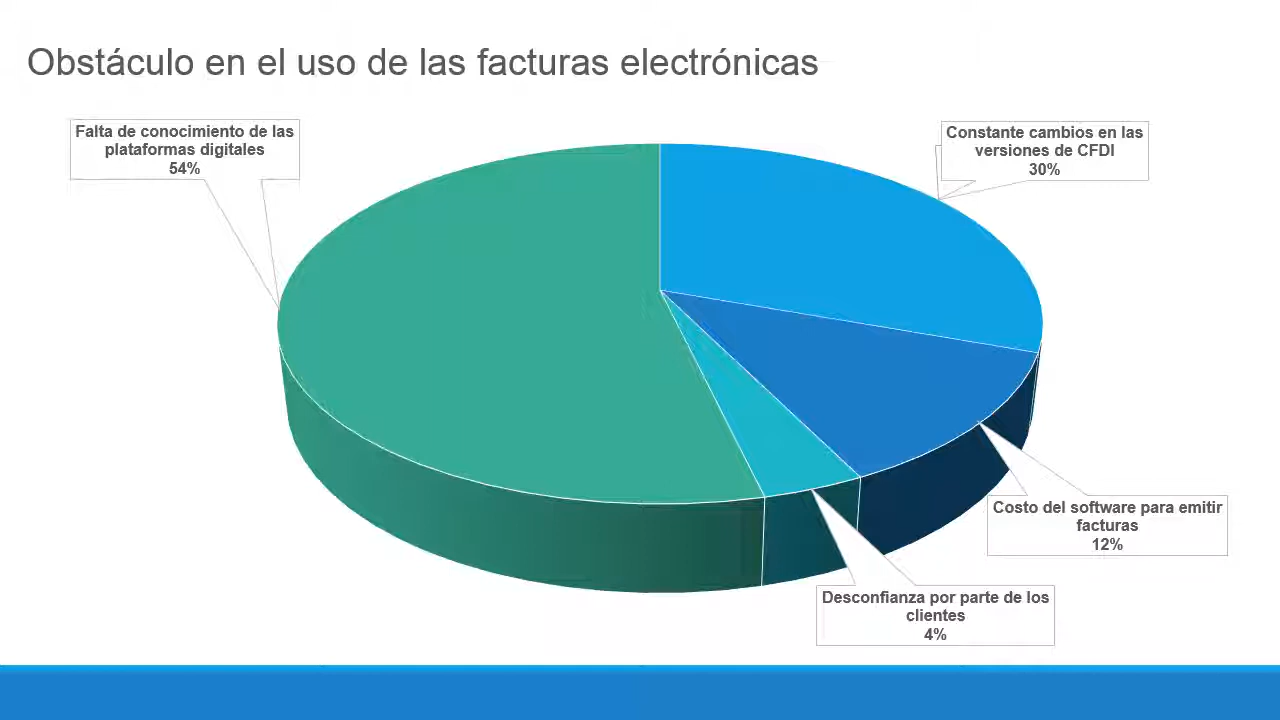 Obstáculo en el uso de las facturas electrónicas
Falta de conocimiento de las
plataformas digitales
54%
Constante cambios en las
versiones de CFDI
30%
Costo del software para emitir
facturas
12%
Desconfianza por parte de los
clientes
4%